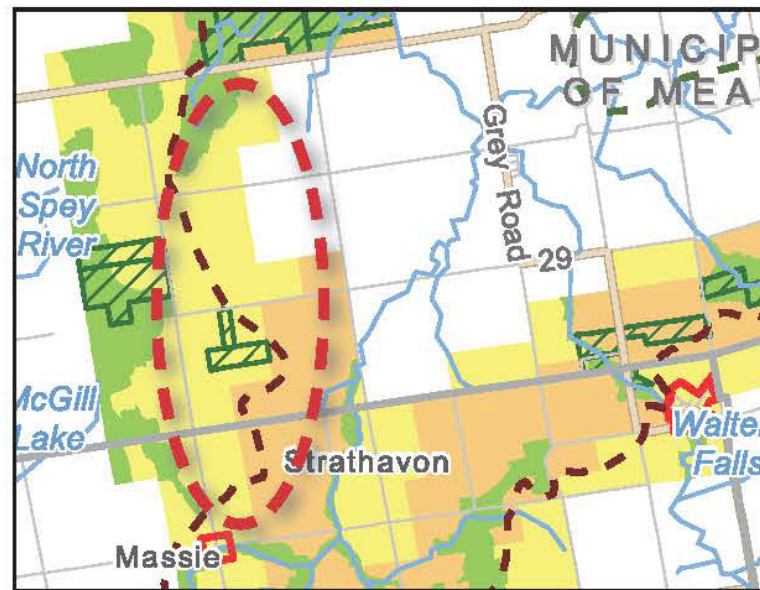 MUNICIP
OF MEA
North
Spey
River
Grey
Road
29
McGill
Lake
Strathavon
Walter
Falls
Massie